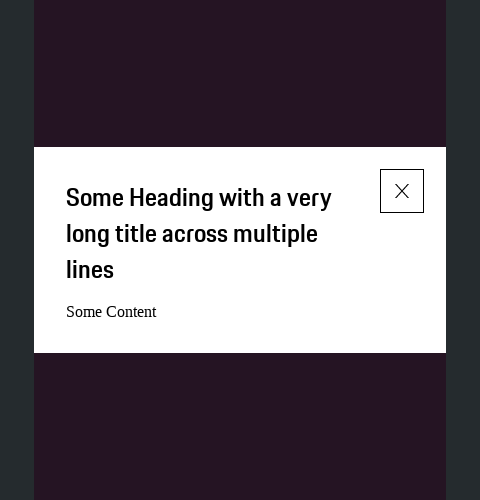 Some Heading with a very
long title across multiple
lines
Some Content